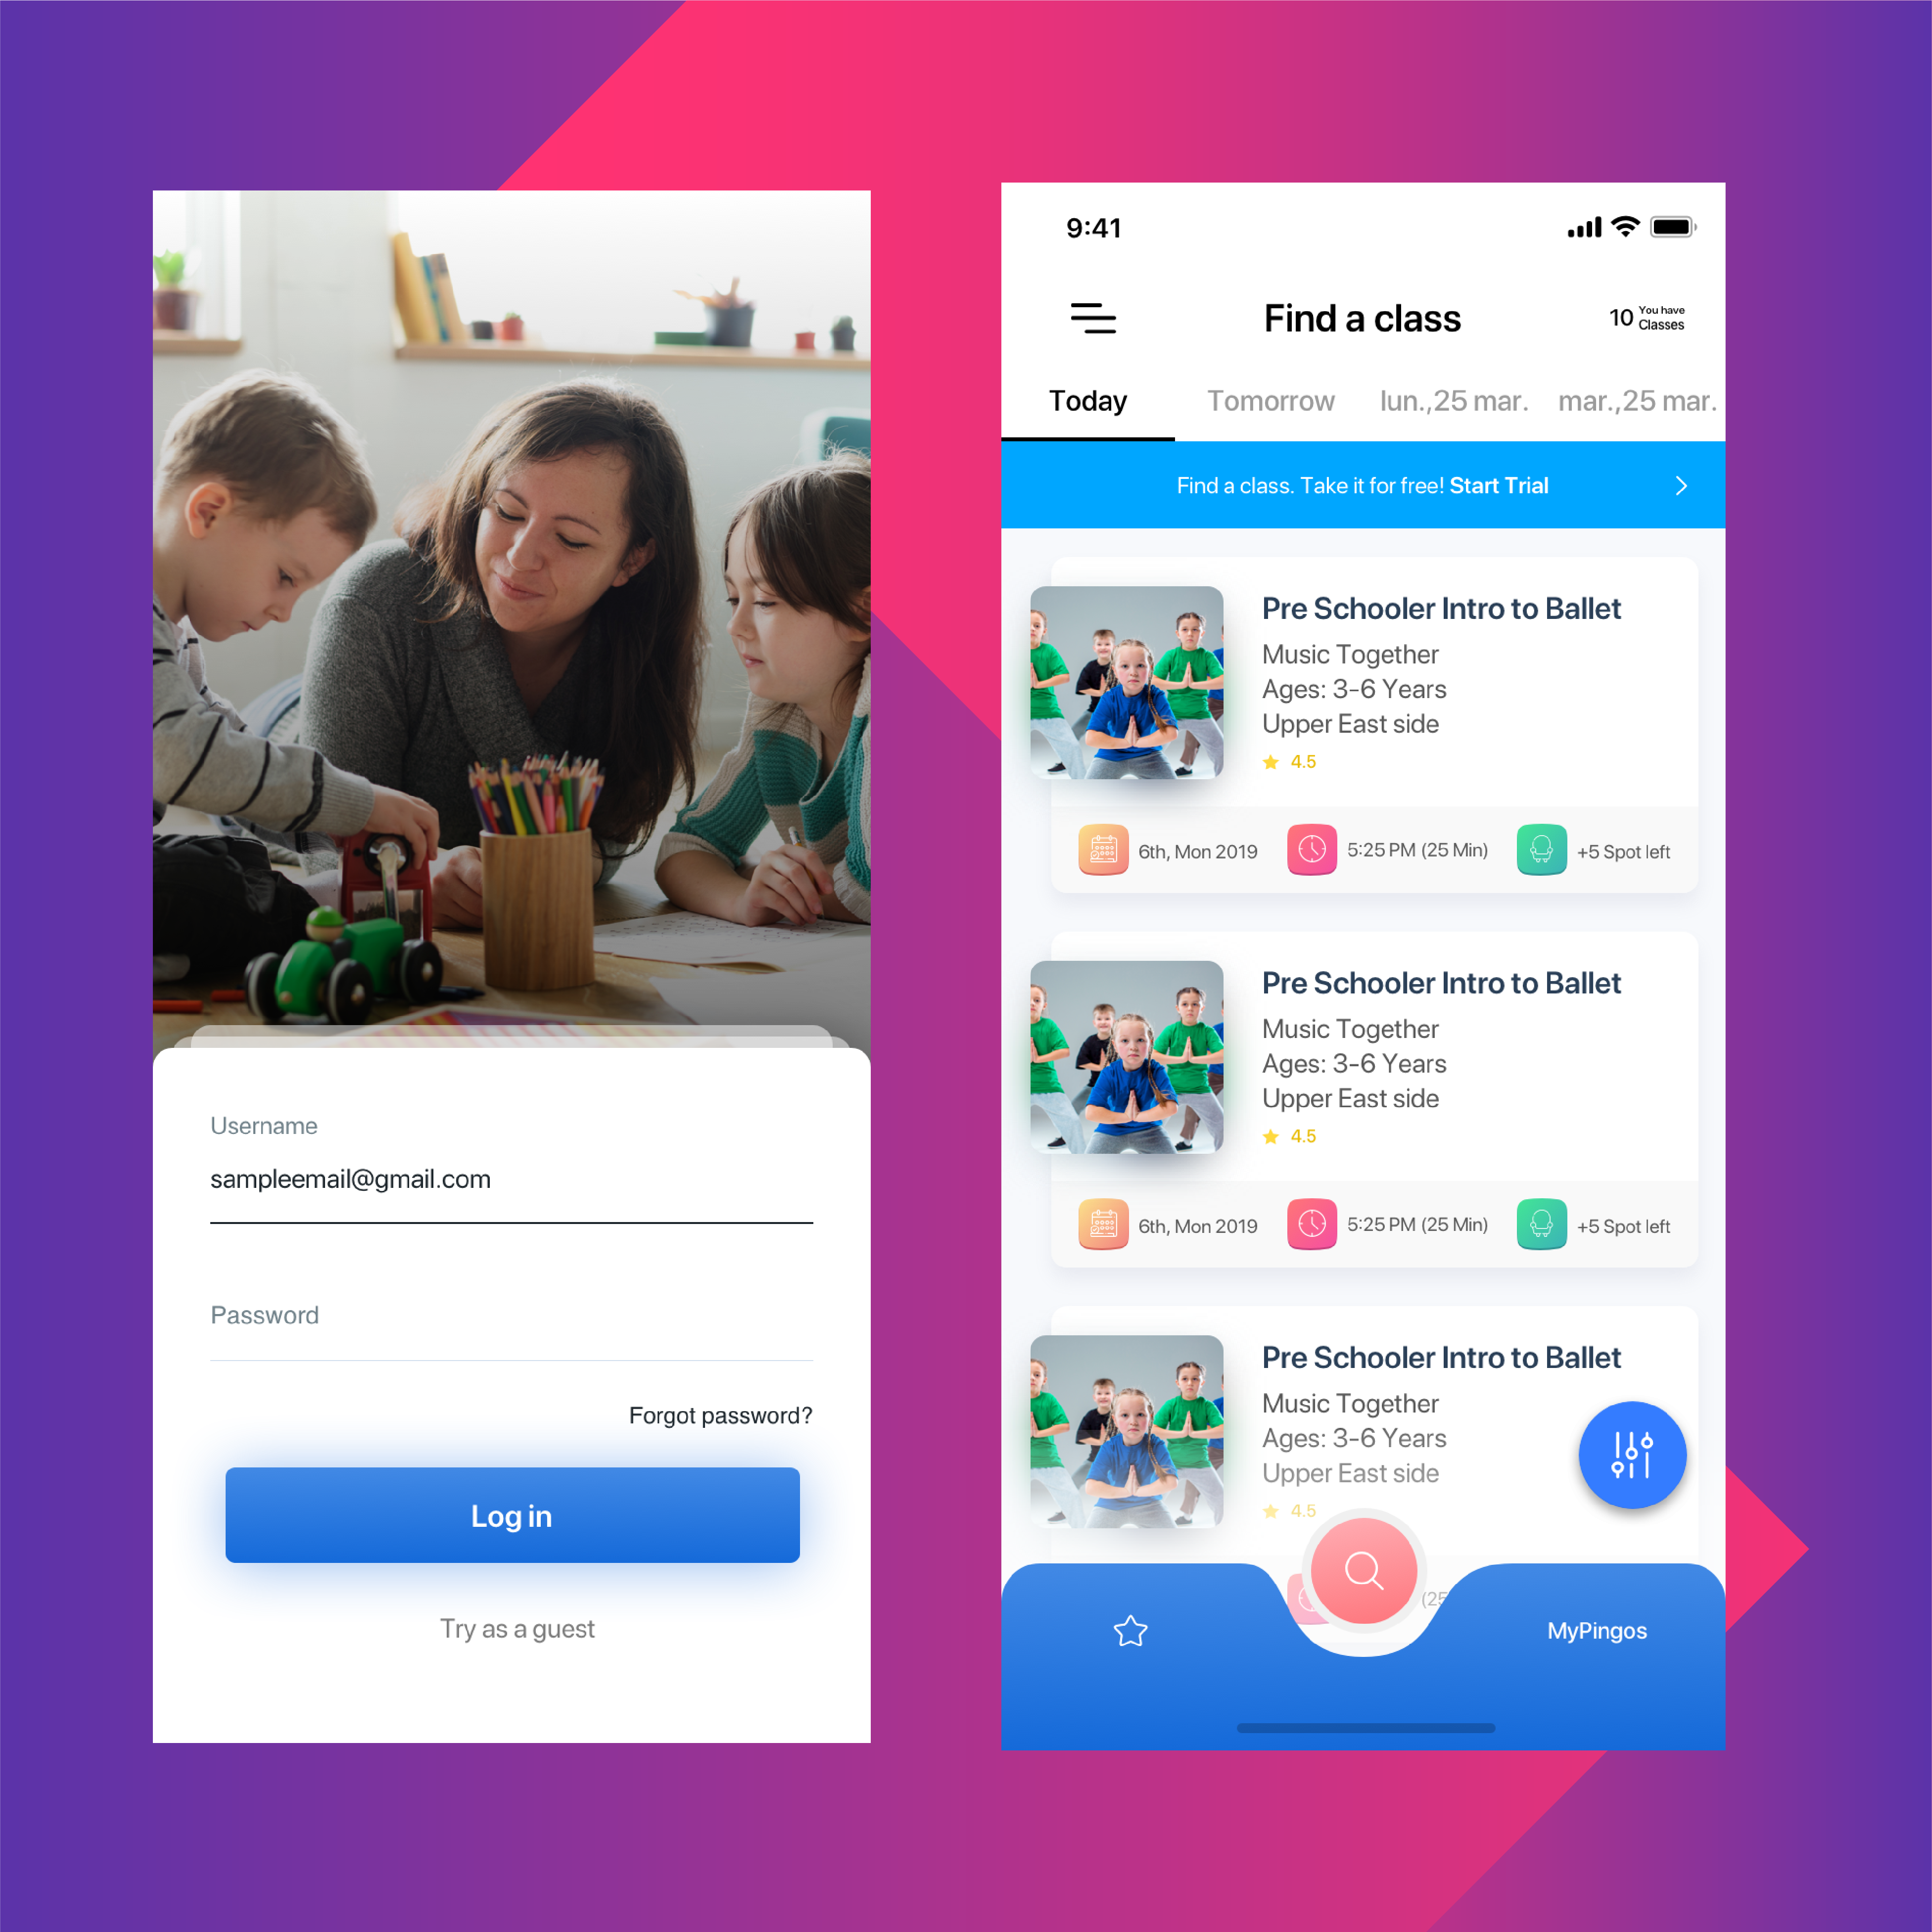 Username
sampleemail@gmail.com
Password
Forgot password?
Log in
Try as a guest
9:41
Find a class
10 You have Classes
Today Tomorrow lun.,25 mar. mar.,25 mar.
Find a class. Take it for free! Start Trial
Pre Schooler Intro to Ballet
Music Together
Ages: 3-6 Years
Upper East side
4.5
6th, Mon 2019 5:25 PM (25 Min) +5 Spot left
Pre Schooler Intro to Ballet
Music Together
Ages: 3-6 Years
Upper East side
4.5
6th, Mon 2019 5:25 PM (25 Min) +5 Spot left
Pre Schooler Intro to Ballet
Music Together
Ages: 3-6 Years
Upper East side
4.5
(25
MyPingos